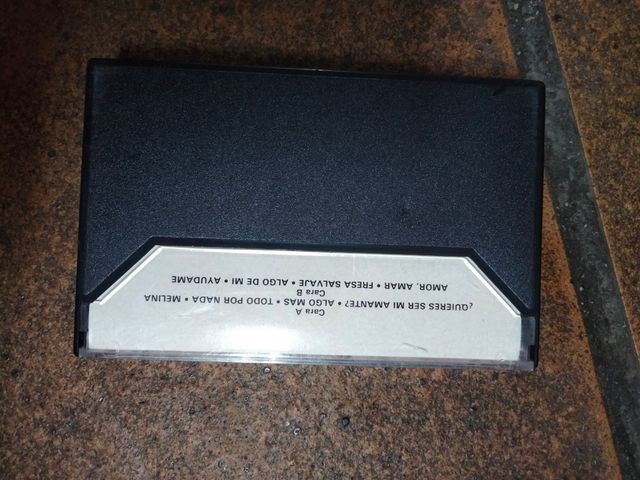 Cara A
¿QUIERES SER MI AMANTE? • ALGO MAS • TODO POR NADA • MELINA
Cara B
AMOR, AMAR • FRESA SALVAJE • ALGO DE MI • AYUDAME